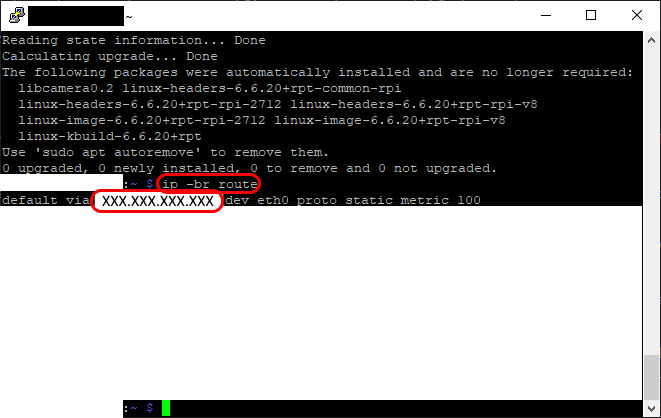 ~
Reading state information... Done
Calculating upgrade... Done
The following packages were automatically installed and are no longer required:
  libcamera0.2 linux-headers-6.6.20+rpt-common-rpi
  linux-headers-6.6.20+rpt-rpi-2712 linux-headers-6.6.20+rpt-rpi-v8
  linux-image-6.6.20+rpt-rpi-2712 linux-image-6.6.20+rpt-rpi-v8
  linux-kbuild-6.6.20+rpt
Use 'sudo apt autoremove' to remove them.
0 upgraded, 0 newly installed, 0 to remove and 0 not upgraded.
:~ $ ip -br route
default via XXX.XXX.XXX.XXX dev eth0 proto static metric 100
:~ $